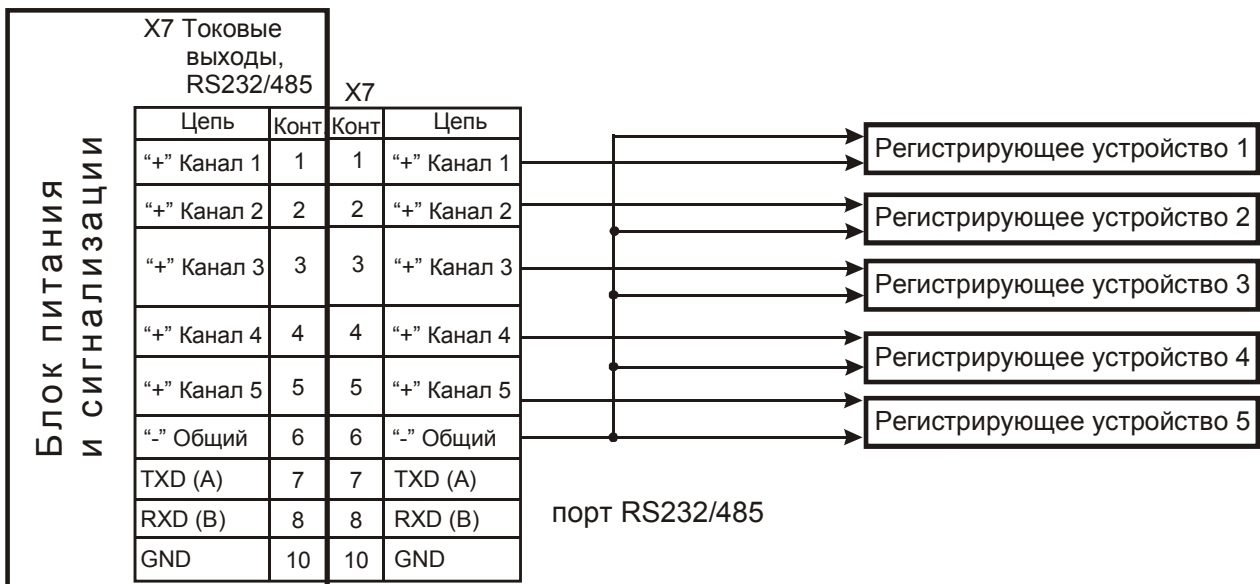 Блок питания
и сигнализации
X7 Токовые
выходы,
RS232/485
X7
Цепь Конт. Конт Цепь
“+” Канал 1 1 1 “+” Канал 1
“+” Канал 2 2 2 “+” Канал 2
“+” Канал 3 3 3 “+” Канал 3
“+” Канал 4 4 4 “+” Канал 4
“+” Канал 5 5 5 “+” Канал 5
“-” Общий 6 6 “-” Общий
TXD (A) 7 7 TXD (A)
RXD (B) 8 8 RXD (B)
GND 10 10 GND
Регистрирующее устройство 1
Регистрирующее устройство 2
Регистрирующее устройство 3
Регистрирующее устройство 4
Регистрирующее устройство 5
порт RS232/485